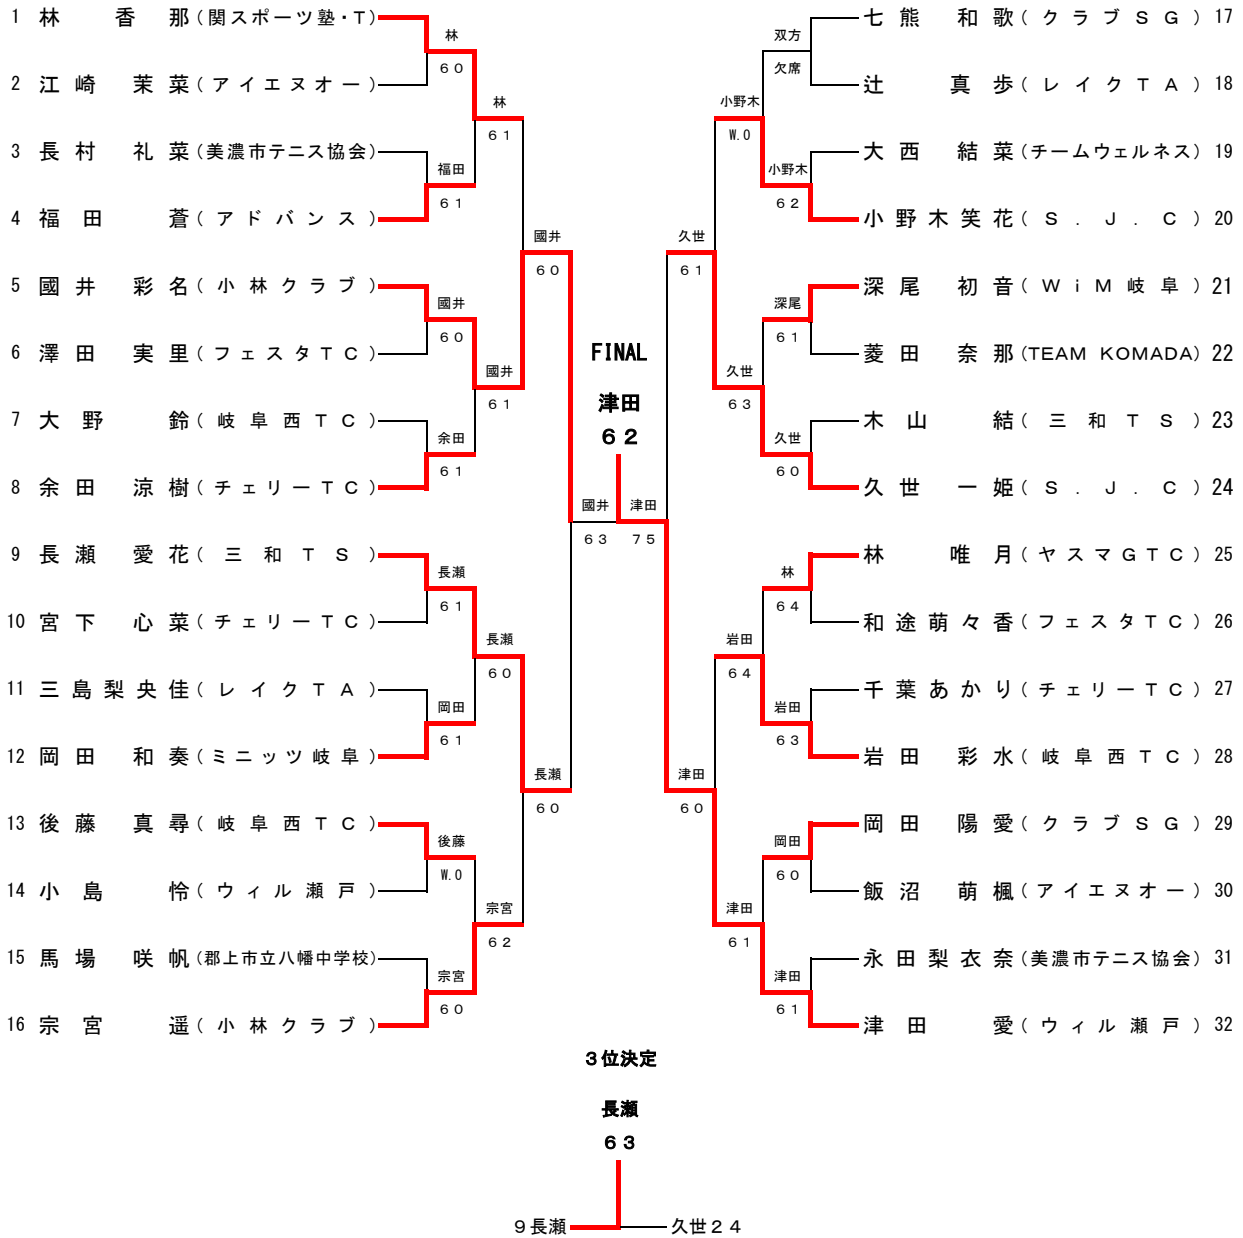 1 林 香 那 (関スポーツ塾・T)
2 江 崎 茉 菜 (アイエヌオー)
3 長 村 礼 菜 (美濃市テニス協会)
4 福 田 蒼 (アドバンス)
5 國 井 彩 名 (小林クラブ)
6 澤 田 実 里 (フェスタTC)
7 大 野 鈴 (岐阜西TC)
8 余 田 涼 樹 (チェリーTC)
9 長 瀬 愛 花 (三和TS)
10 宮 下 心 菜 (チェリーTC)
11 三 島 梨 央 佳 (レイクTA)
12 岡 田 和 奏 (ミニッツ岐阜)
13 後 藤 真 尋 (岐阜西TC)
14 小 島 怜 (ウィル瀬戸)
15 馬 場 咲 帆 (郡上市立八幡中学校)
16 宗 宮 遥 (小林クラブ)
林
60
福田
61
國井
60
余田
61
長瀬
61
岡田
61
後藤
W.O
宗宮
60
林
61
國井
61
長瀬
60
宗宮
62
國井
60
長瀬
60
國井
63
FINAL
津田
62
津田
75
久世
61
津田
60
小野木
W.O
久世
63
岩田
64
津田
61
双方
欠席
小野木
62
深尾
61
久世
60
林
64
岩田
63
岡田
60
津田
61
七 熊 和 歌 (クラブSG) 17
辻 真 歩 (レイクTA) 18
大 西 結 菜 (チームウェルネス) 19
小 野 木 笑 花 (S.J.C) 20
深 尾 初 音 (WiM岐阜) 21
菱 田 奈 那 (TEAM KOMADA) 22
木 山 結 (三和TS) 23
久 世 一 姫 (S.J.C) 24
林 唯 月 (ヤスマGTC) 25
和 途 萌 々 香 (フェスタTC) 26
千 葉 あ か り (チェリーTC) 27
岩 田 彩 水 (岐阜西TC) 28
岡 田 陽 愛 (クラブSG) 29
飯 沼 萌 楓 (アイエヌオー) 30
永 田 梨 衣 奈 (美濃市テニス協会) 31
津 田 愛 (ウィル瀬戸) 32
3位決定
長瀬
63
9長瀬 久世24